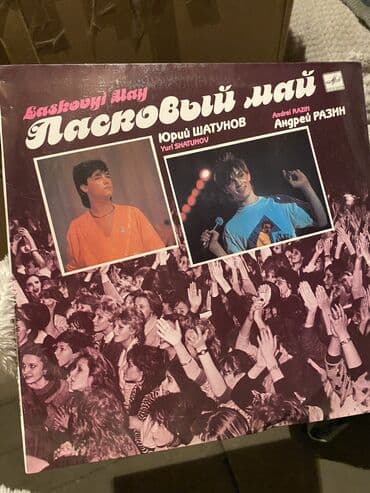 Laskovyi May
Ласковый май
Юрий ШАТУНОВ
Yuri SHATUNOV
Andrei RAZIN
Андрей РАЗИН